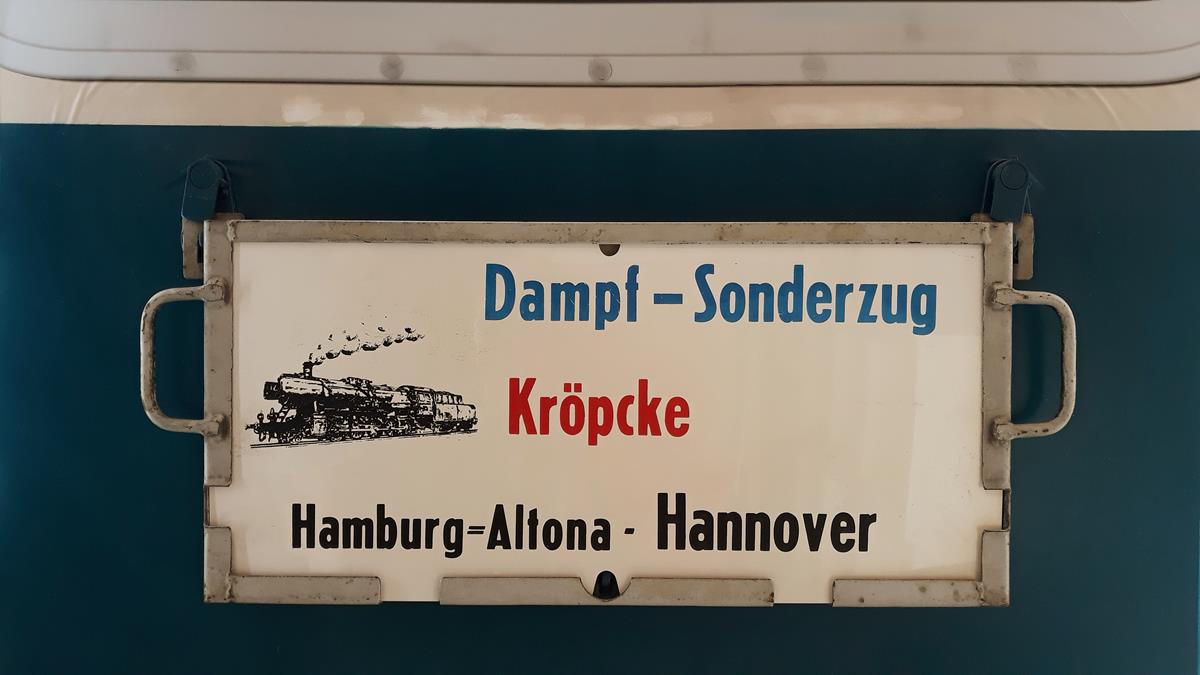 Dampf – Sonderzug
Kröpcke
Hamburg=Altona - Hannover